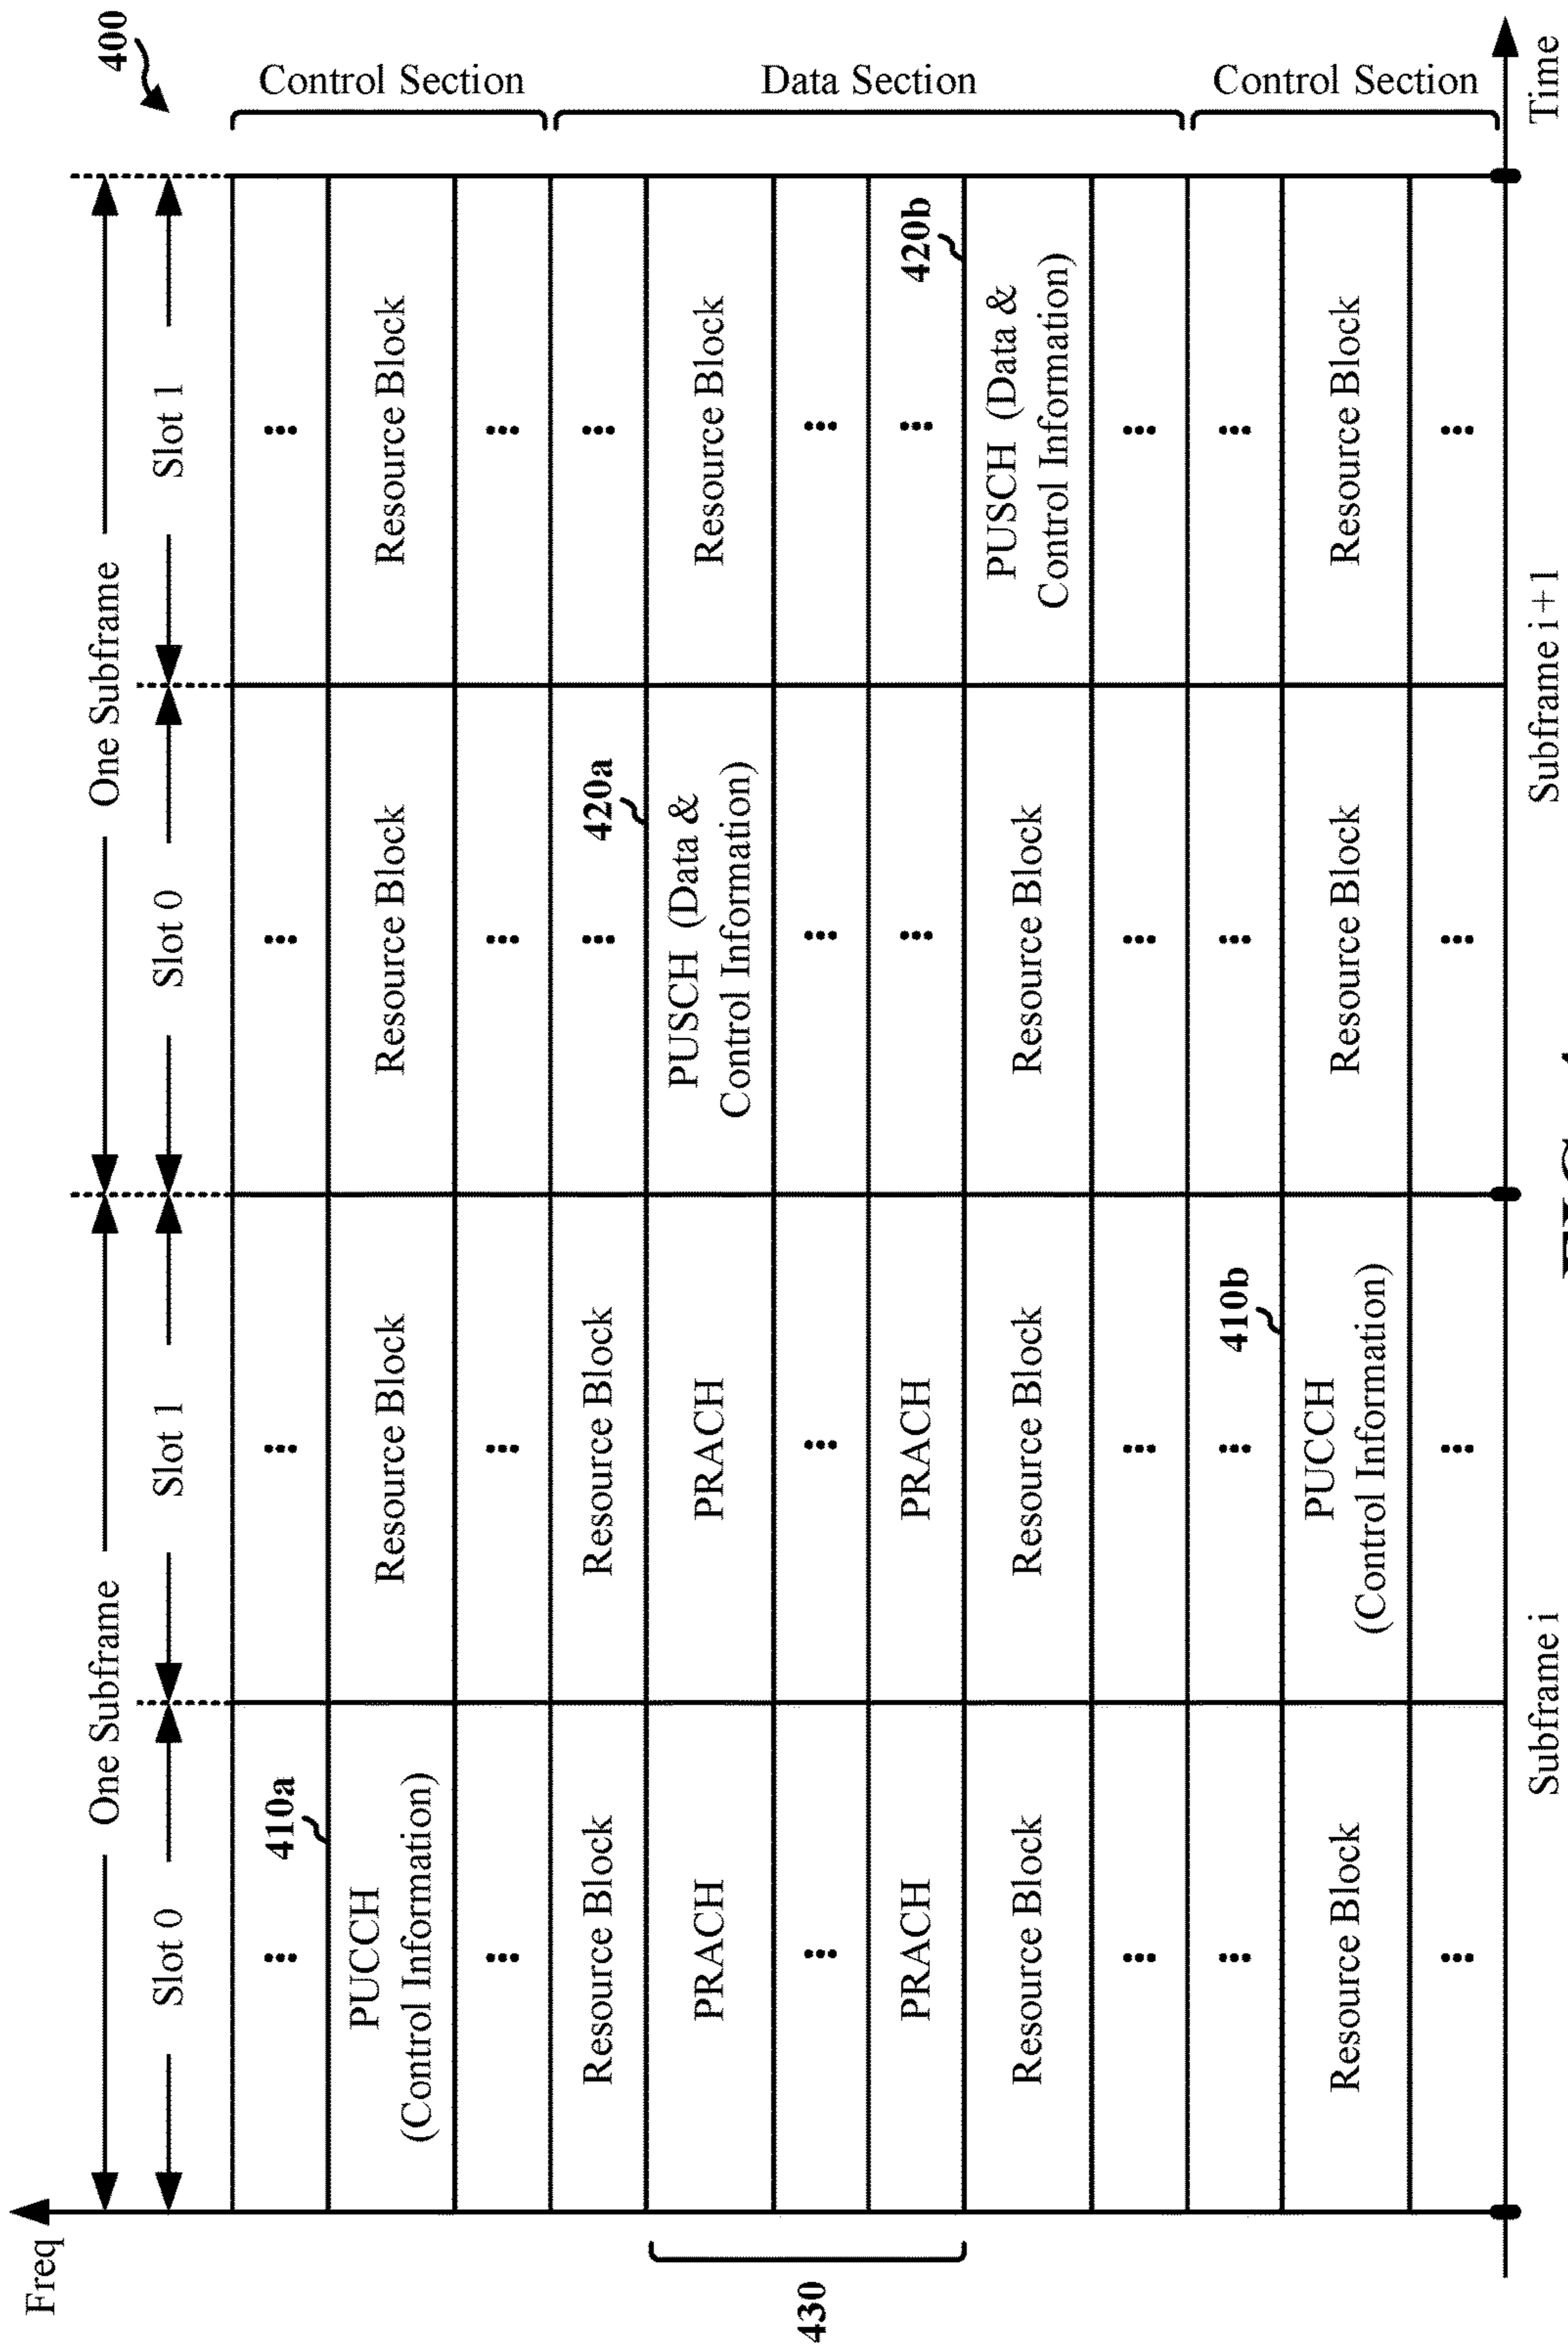 Freq
400
One Subframe One Subframe
Slot 0 Slot 1 Slot 0 Slot 1
410a
PUCCH
(Control Information)
Resource Block
Resource Block
Resource Block
Control Section
Resource Block
Resource Block
420a
PRACH
PRACH
PUSCH (Data &
Control Information)
Resource Block
430
Data Section
PRACH
PRACH
420b
Resource Block
Resource Block
Resource Block
PUSCH (Data &
Control Information)
410b
Resource Block
PUCCH
(Control Information)
Resource Block
Resource Block
Control Section
Subframe i
Subframe i + 1
Time